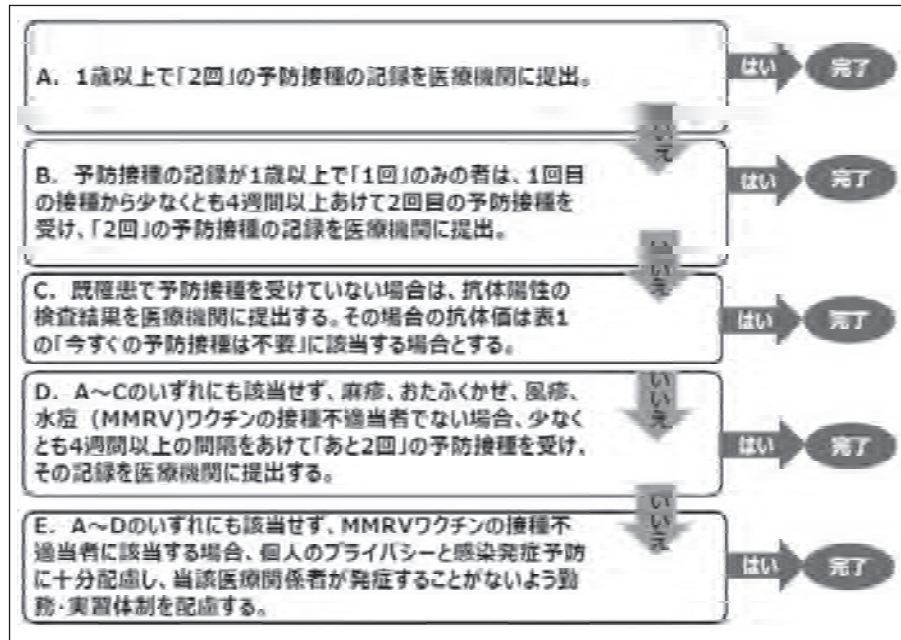 A. 1歳以上で「2回」の予防接種の記録を医療機関に提出。
はい
完了
いいえ
B. 予防接種の記録が1歳以上で「1回」のみの者は、1回目
の接種から少なくとも4週間以上あけて2回目の予防接種を
受け、「2回」の予防接種の記録を医療機関に提出。
はい
完了
いいえ
C. 既罹患で予防接種を受けていない場合は、抗体陽性の
検査結果を医療機関に提出する。その場合の抗体価は表1
の「今すぐの予防接種は不要」に該当する場合とする。
はい
完了
いいえ
D. A~Cのいずれにも該当せず、麻疹、おたふくかぜ、風疹、
水痘 (MMRV)ワクチンの接種不適当者でない場合、少なく
とも4週間以上の間隔をあけて「あと2回」の予防接種を受け、
その記録を医療機関に提出する。
はい
完了
いいえ
E. A~Dのいずれにも該当せず、MMRVワクチンの接種不
適当者に該当する場合、個人のプライバシーと感染発症予防
に十分配慮し、当該医療関係者が発症することがないよう勤
務・実習体制を配慮する。
はい
完了